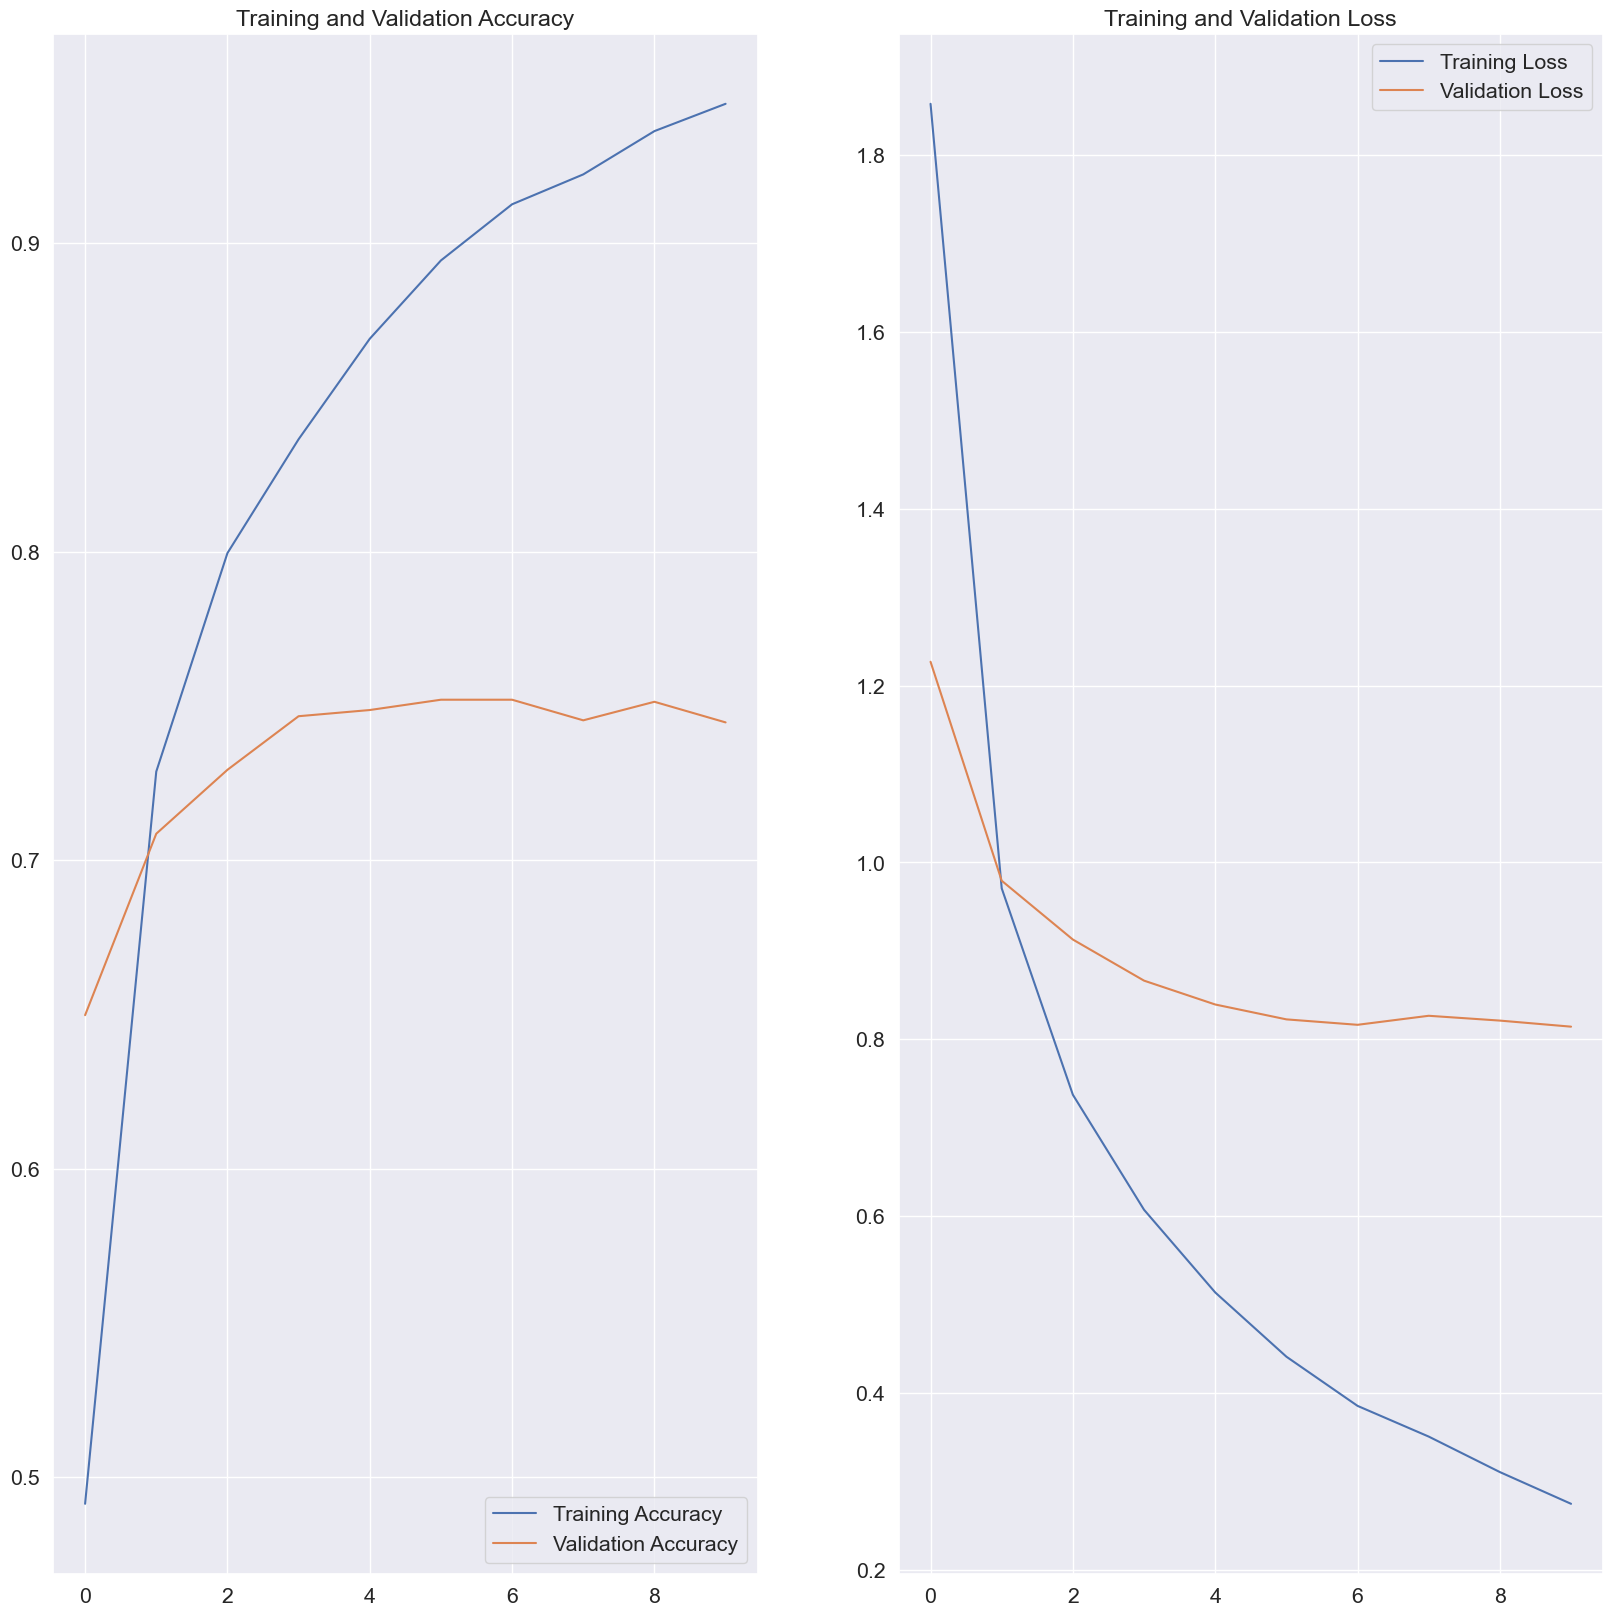 Training and Validation Accuracy
0.9
0.8
0.7
0.6
0.5
0 2 4 6 8
Training Accuracy
Validation Accuracy
Training and Validation Loss
Training Loss
Validation Loss
1.8
1.6
1.4
1.2
1.0
0.8
0.6
0.4
0.2
0 2 4 6 8